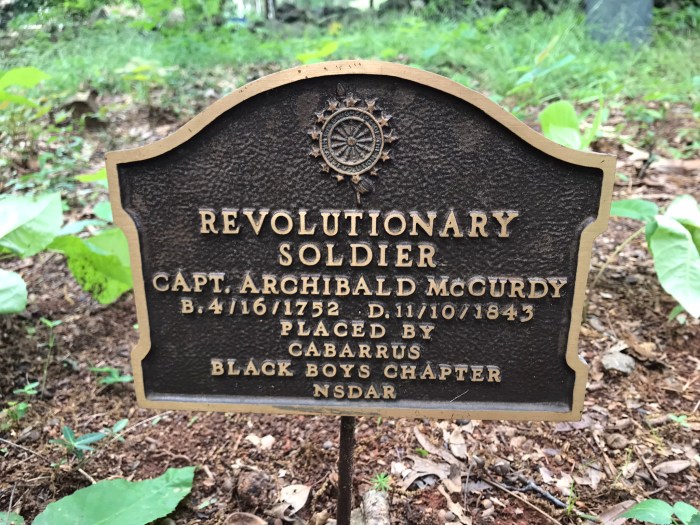 REVOLUTIONARY
SOLDIER
CAPT. ARCHIBALD McCURDY
B. 4/16/1752 D. 11/10/1843
PLACED BY
CABARRUS
BLACK BOYS CHAPTER
NSDAR